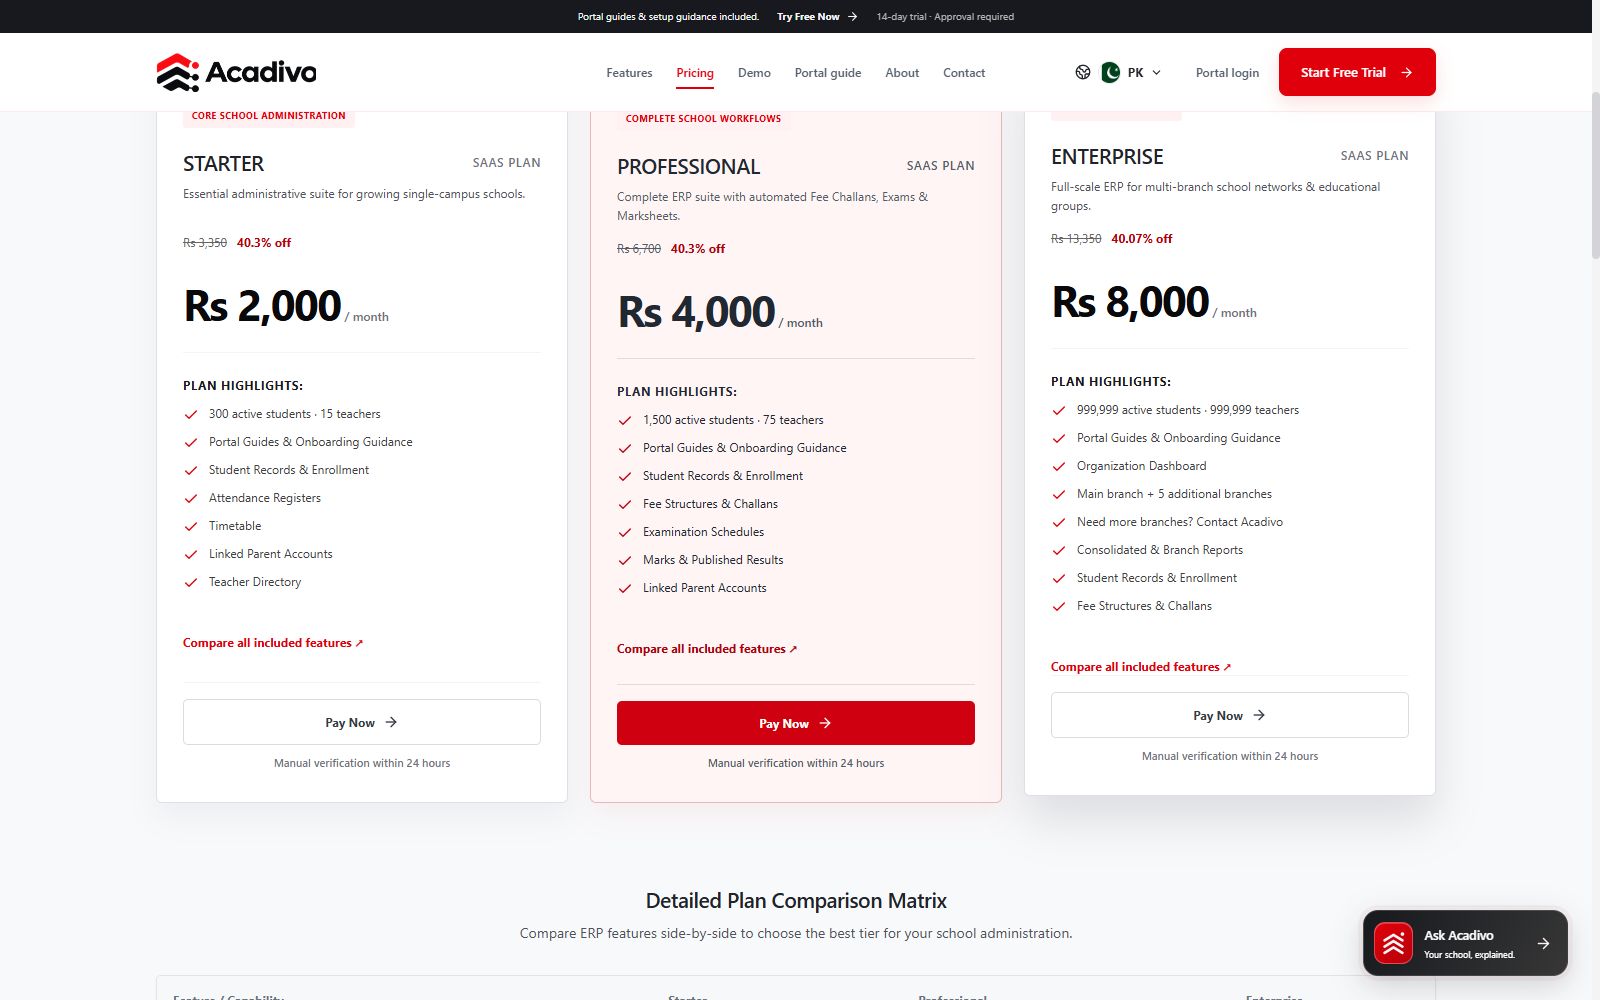 Portal guides & setup guidance included. Try Free Now → 14-day trial · Approval required
Acadivo
Features Pricing Demo Portal guide About Contact PK Portal login Start Free Trial →
CORE SCHOOL ADMINISTRATION
STARTER SAAS PLAN
Essential administrative suite for growing single-campus schools.
Rs 3,350 40.3% off
Rs 2,000 / month
PLAN HIGHLIGHTS:
300 active students · 15 teachers
Portal Guides & Onboarding Guidance
Student Records & Enrollment
Attendance Registers
Timetable
Linked Parent Accounts
Teacher Directory
Compare all included features ↗
Pay Now →
Manual verification within 24 hours
COMPLETE SCHOOL WORKFLOWS
PROFESSIONAL SAAS PLAN
Complete ERP suite with automated Fee Challans, Exams &
Marksheets.
Rs 6,700 40.3% off
Rs 4,000 / month
PLAN HIGHLIGHTS:
1,500 active students · 75 teachers
Portal Guides & Onboarding Guidance
Student Records & Enrollment
Fee Structures & Challans
Examination Schedules
Marks & Published Results
Linked Parent Accounts
Compare all included features ↗
Pay Now →
Manual verification within 24 hours
ENTERPRISE SAAS PLAN
Full-scale ERP for multi-branch school networks & educational
groups.
Rs 13,350 40.07% off
Rs 8,000 / month
PLAN HIGHLIGHTS:
999,999 active students · 999,999 teachers
Portal Guides & Onboarding Guidance
Organization Dashboard
Main branch + 5 additional branches
Need more branches? Contact Acadivo
Consolidated & Branch Reports
Student Records & Enrollment
Fee Structures & Challans
Compare all included features ↗
Pay Now →
Manual verification within 24 hours
Detailed Plan Comparison Matrix
Compare ERP features side-by-side to choose the best tier for your school administration.
Feature / Capability Starter Professional Enterprise
Ask Acadivo →
Your school, explained.